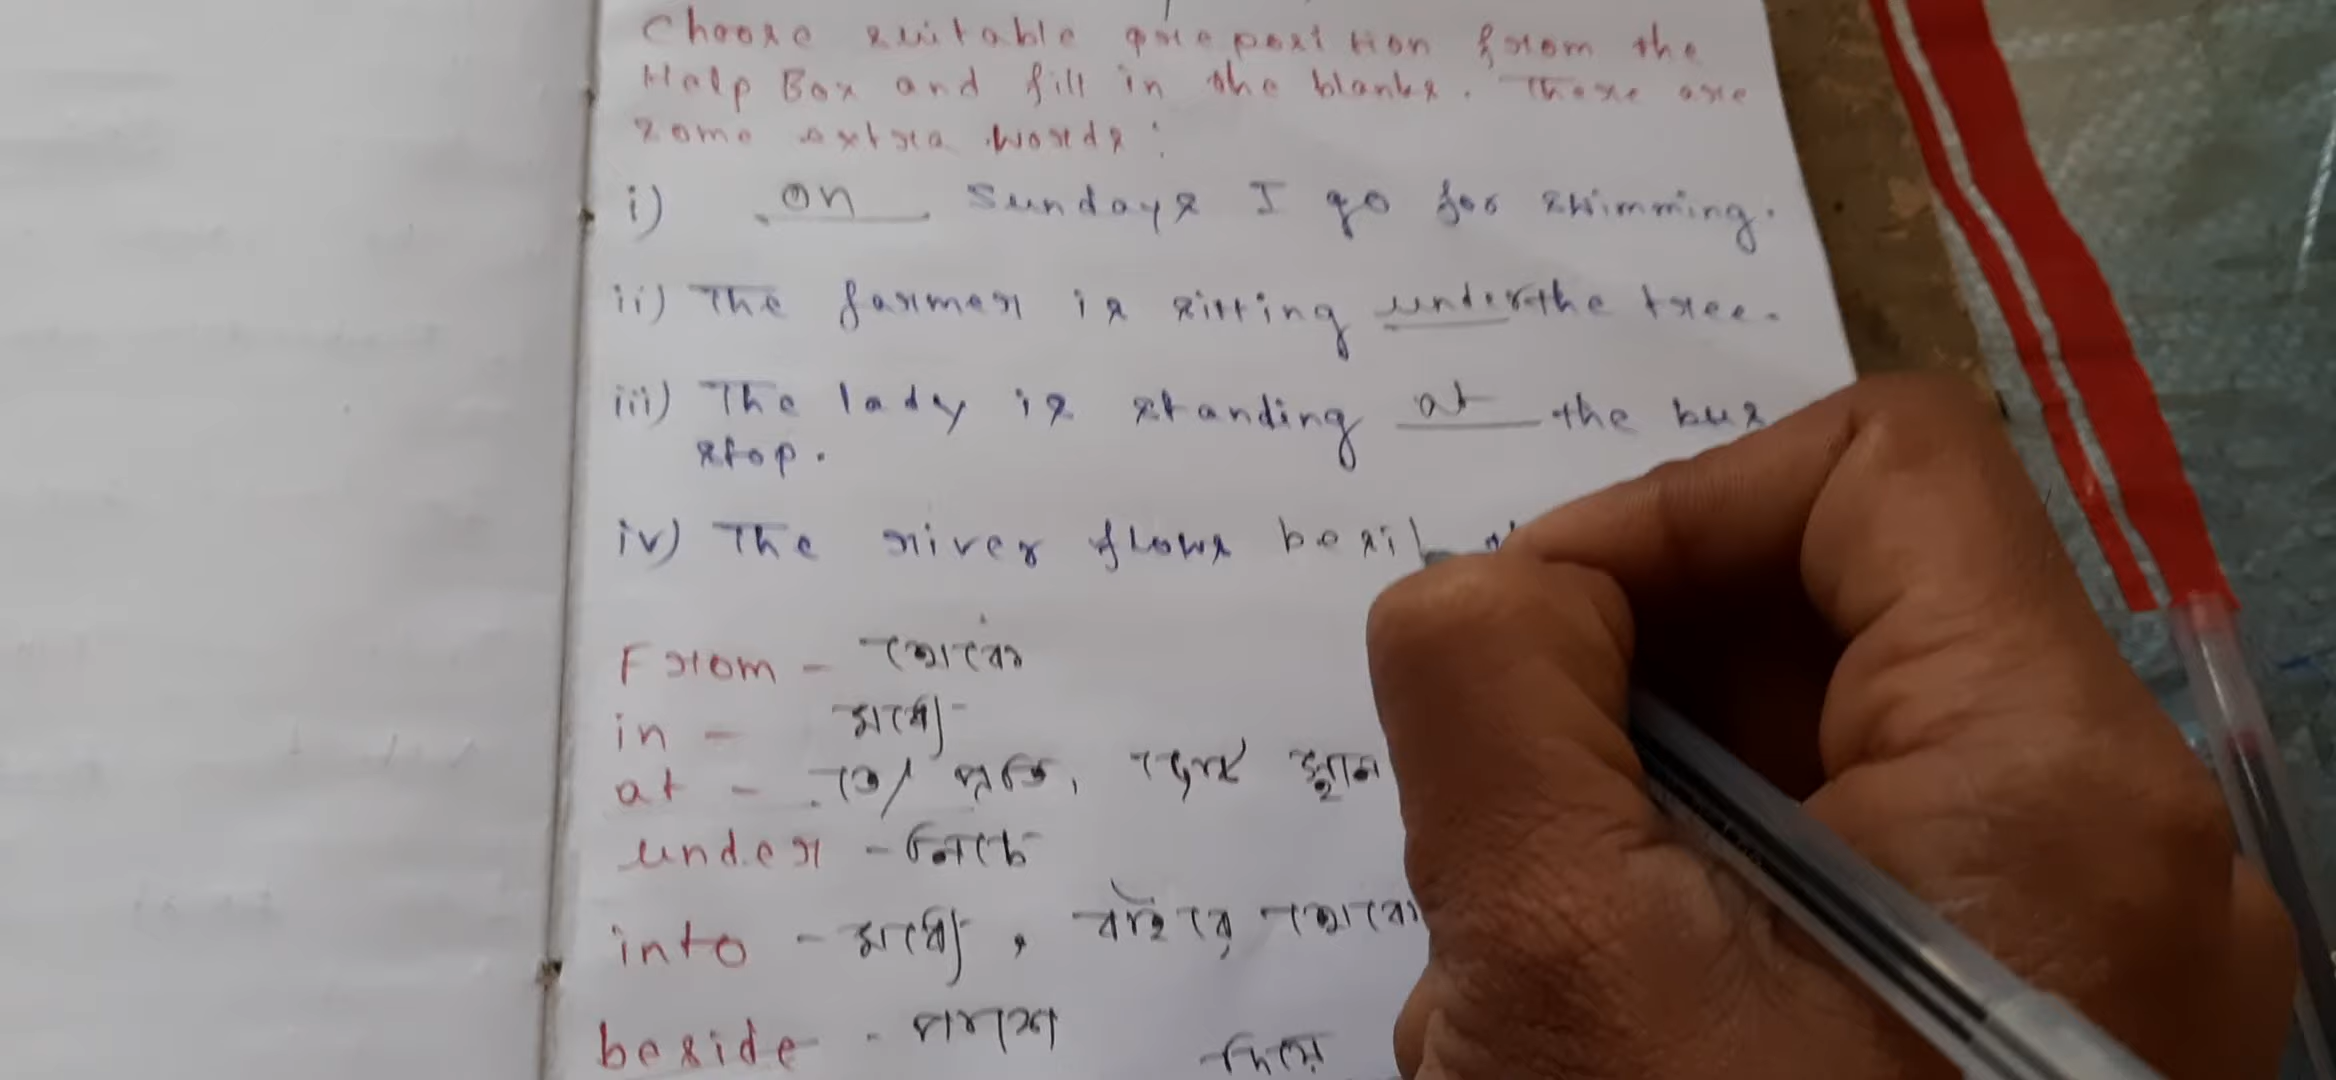 Choose suitable preposition from the
Help Box and fill in the blanks. There are
some extra words:
i) on Sundays I go for swimming.
ii) The farmer is sitting under the tree.
iii) The lady is standing at the bus
stop.
iv) The river flows
From - থেকে
in - মধ্যে
at - তে/ প্রতি,
under - নিচে
into - মধ্যে, বাইরে থেকে
beside - পাশে
দিয়ে